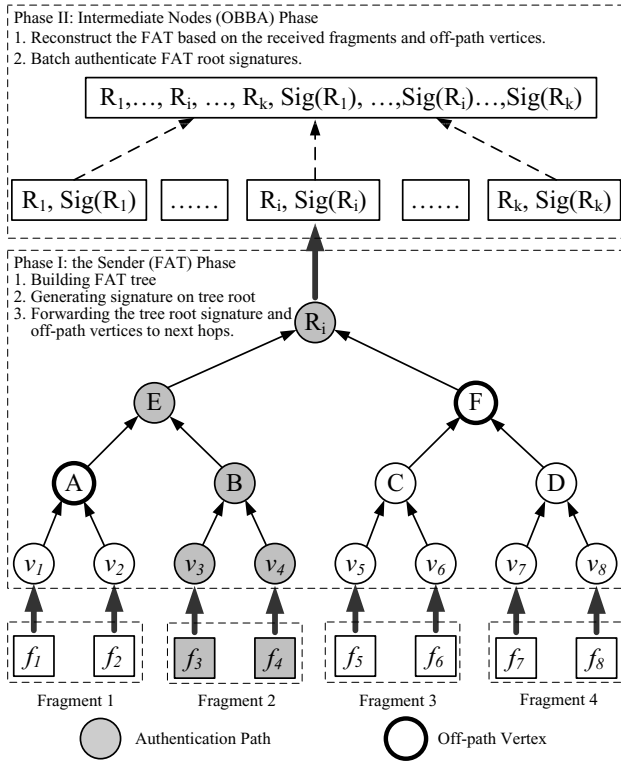 Phase II: Intermediate Nodes (OBBA) Phase
1. Reconstruct the FAT based on the received fragments and off-path vertices.
2. Batch authenticate FAT root signatures.
R1,..., Ri, ..., Rk, Sig(R1), ...,Sig(Ri)...,Sig(Rk)
R1, Sig(R1) ...... Ri, Sig(Ri) ...... Rk, Sig(Rk)
Phase I: the Sender (FAT) Phase
1. Building FAT tree
2. Generating signature on tree root
3. Forwarding the tree root signature and
off-path vertices to next hops.
Ri
E F
A B C D
v1 v2 v3 v4 v5 v6 v7 v8
f1 f2 f3 f4 f5 f6 f7 f8
Fragment 1 Fragment 2 Fragment 3 Fragment 4
Authentication Path Off-path Vertex